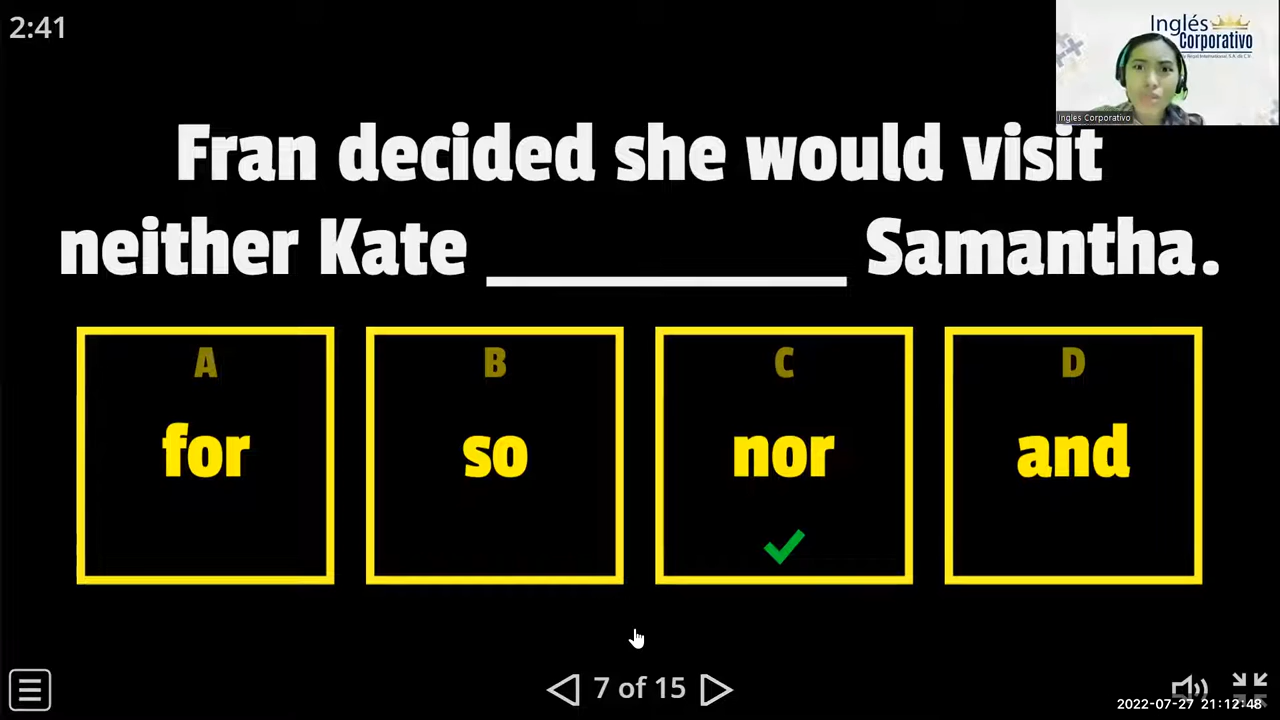 2:41
Inglés
Corporativo
Ingles Corporativo
Fran decided she would visit
neither Kate ____________ Samantha.
A
for
B
so
C
nor
D
and
7 of 15
2022-07-27 21:12:48